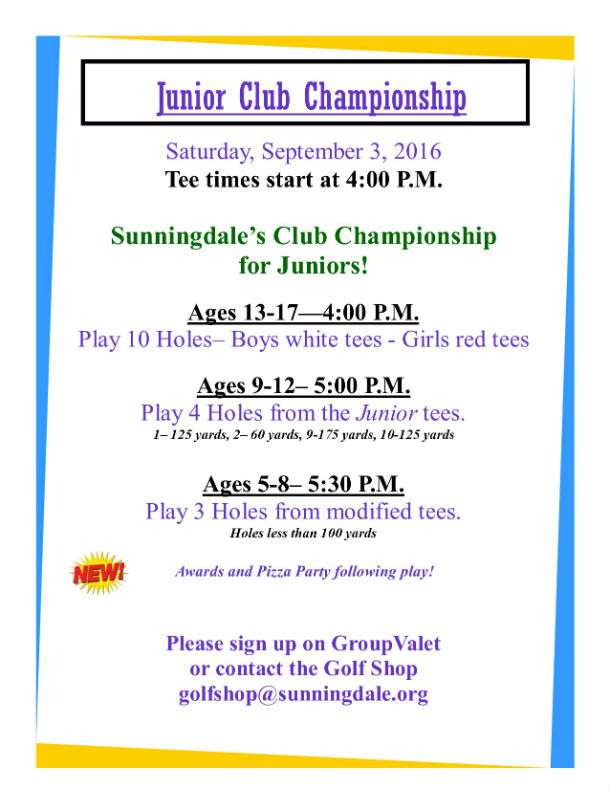 Junior Club Championship
Saturday, September 3, 2016
Tee times start at 4:00 P.M.
Sunningdale’s Club Championship
for Juniors!
Ages 13-17—4:00 P.M.
Play 10 Holes– Boys white tees - Girls red tees
Ages 9-12– 5:00 P.M.
Play 4 Holes from the Junior tees.
1– 125 yards, 2– 60 yards, 9-175 yards, 10-125 yards
Ages 5-8– 5:30 P.M.
Play 3 Holes from modified tees.
Holes less than 100 yards
NEW!
Awards and Pizza Party following play!
Please sign up on GroupValet
or contact the Golf Shop
golfshop@sunningdale.org